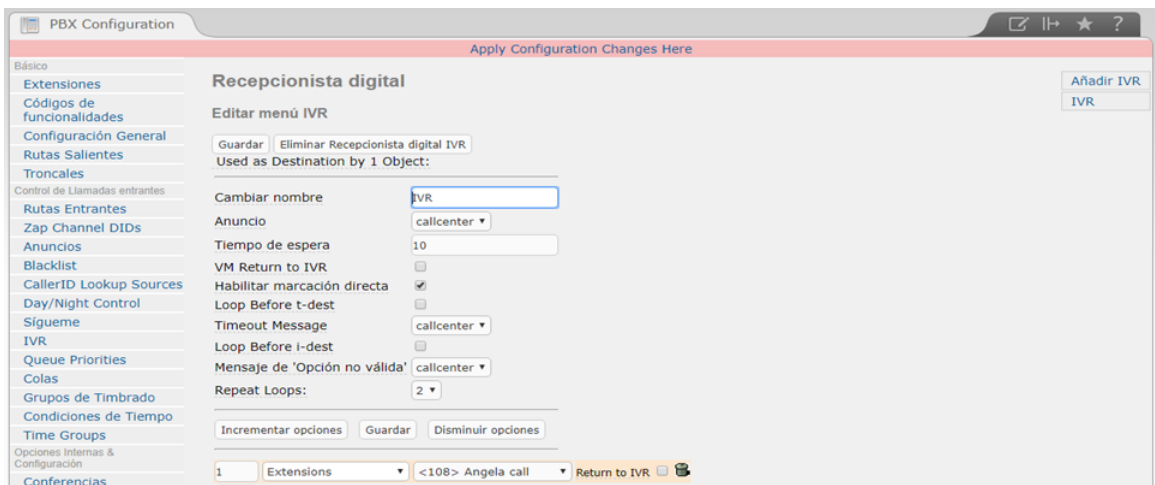 PBX Configuration
?
Apply Configuration Changes Here
Básico
Extensiones
Códigos de
funcionalidades
Configuración General
Rutas Salientes
Troncales
Control de Llamadas entrantes
Rutas Entrantes
Zap Channel DIDs
Anuncios
Blacklist
CallerID Lookup Sources
Day/Night Control
Sígueme
IVR
Queue Priorities
Colas
Grupos de Timbrado
Condiciones de Tiempo
Time Groups
Opciones Internas &
Configuración
Conferencias
Recepcionista digital
Editar menú IVR
Guardar Eliminar Recepcionista digital IVR
Used as Destination by 1 Object:
Cambiar nombre IVR
Anuncio callcenter
Tiempo de espera 10
VM Return to IVR
Habilitar marcación directa
Loop Before t-dest
Timeout Message callcenter
Loop Before i-dest
Mensaje de 'Opción no válida' callcenter
Repeat Loops: 2
Incrementar opciones Guardar Disminuir opciones
1 Extensions <108> Angela call Return to IVR
Añadir IVR
IVR